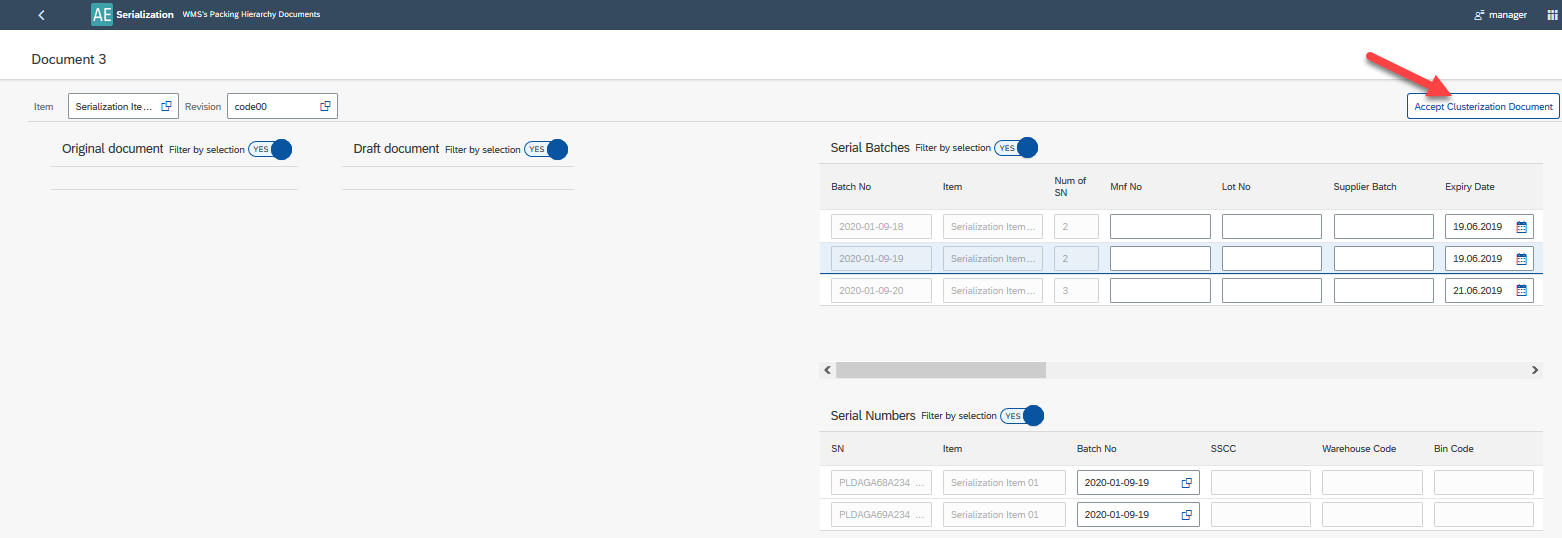 AE Serialization WMS's Packing Hierarchy Documents manager
Document 3
Item Serialization Ite... Revision code00 Accept Clusterization Document
Original document Filter by selection YES Draft document Filter by selection YES Serial Batches Filter by selection YES
Batch No Item Num of SN Mnf No Lot No Supplier Batch Expiry Date
2020-01-09-18 Serialization Item... 2 19.06.2019
2020-01-09-19 Serialization Item... 2 19.06.2019
2020-01-09-20 Serialization Item... 3 21.06.2019
Serial Numbers Filter by selection YES
SN Item Batch No SSCC Warehouse Code Bin Code
PLDAGA68A234 ... Serialization Item 01 2020-01-09-19
PLDAGA69A234 ... Serialization Item 01 2020-01-09-19